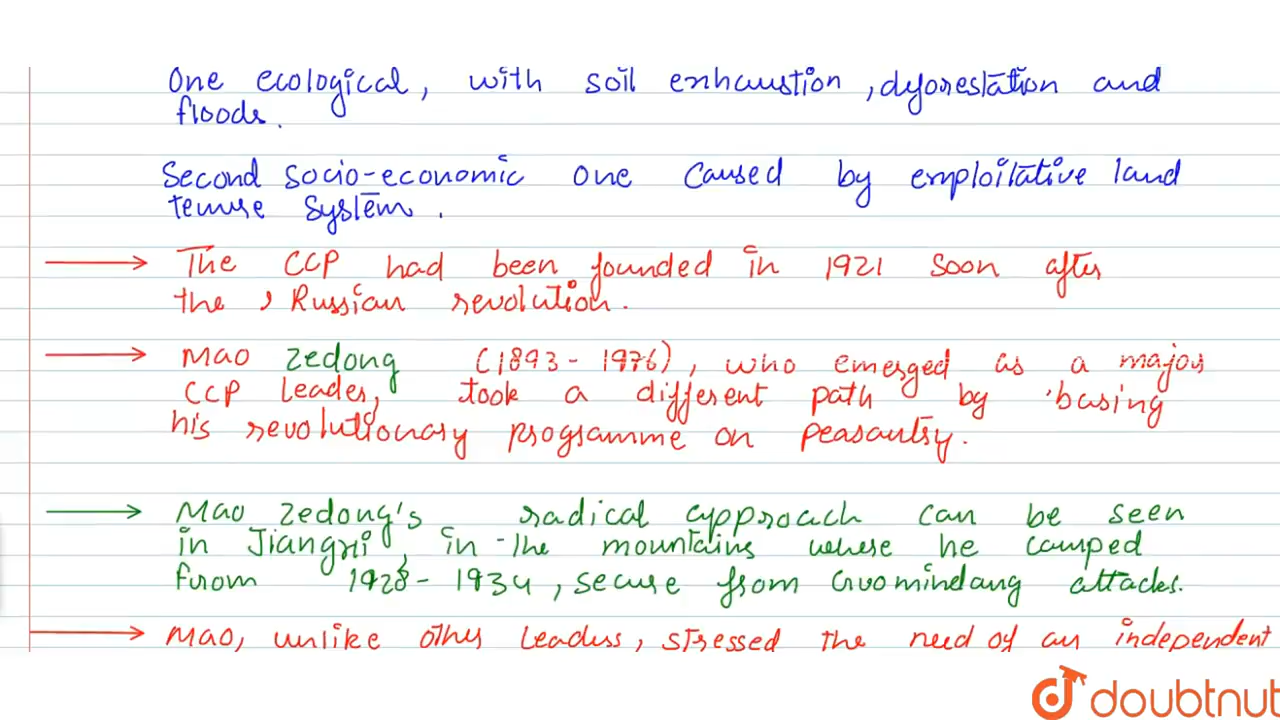 One ecological, with soil exhaustion, deforestation and
floods.
Second socio-economic one caused by exploitative land
tenure system.
→ The CCP had been founded in 1921 soon after
the, Russian revolution.
→ Mao Zedong (1893-1976), who emerged as a major
CCP leader, took a different path by basing
his revolutionary programme on peasantry.
→ Mao Zedong's radical approach can be seen
in Jiangxi, in the mountains where he camped
from 1928-1934, secure from Guomindang attacks.
→ Mao, unlike other leaders, stressed the need of an independent
doubtnut